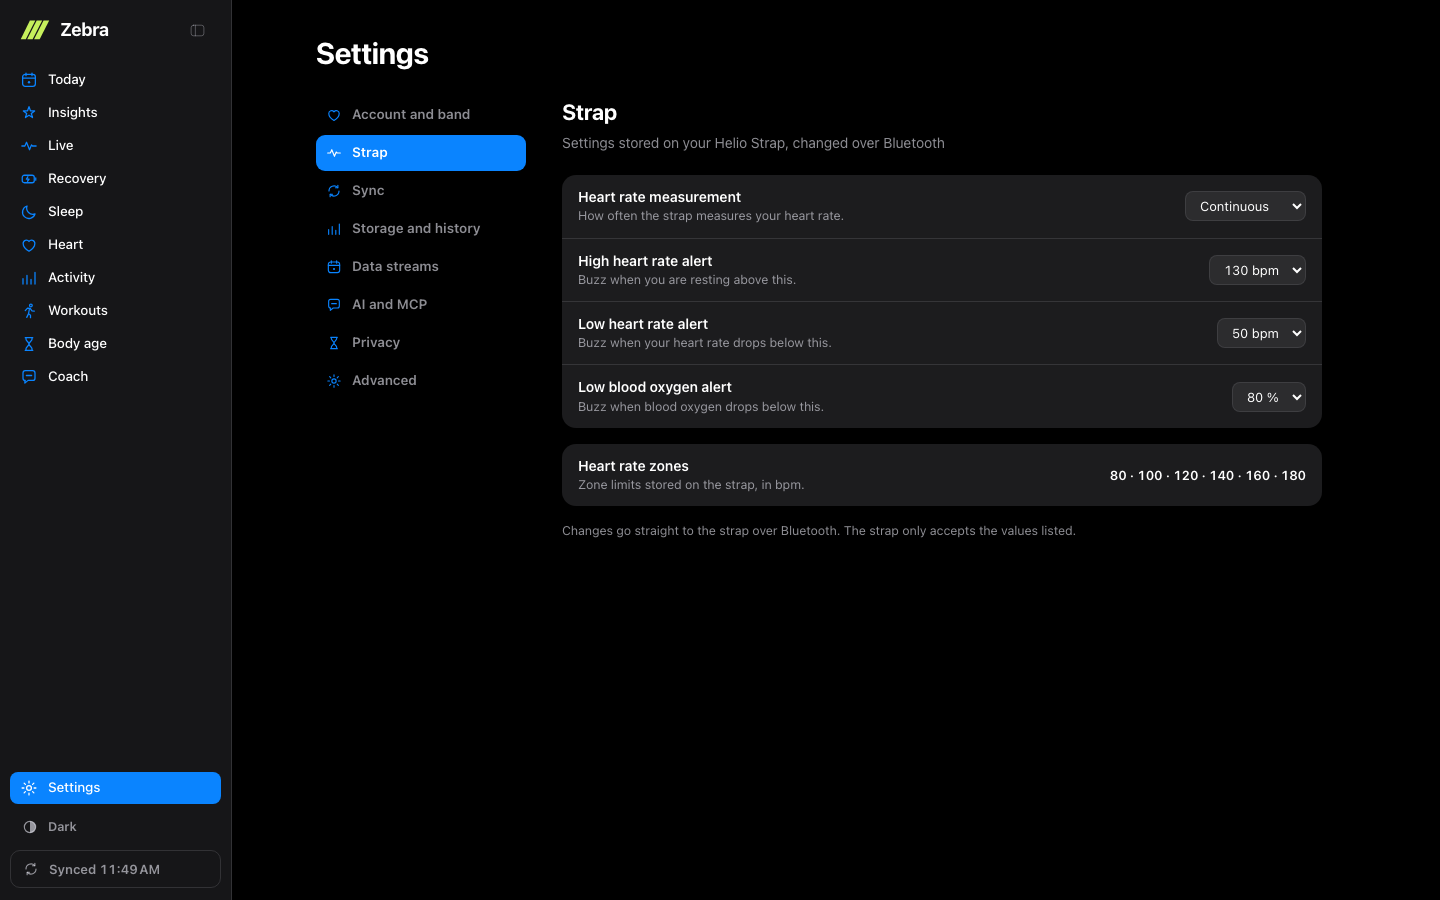 Zebra
Today
Insights
Live
Recovery
Sleep
Heart
Activity
Workouts
Body age
Coach
Settings
Dark
Synced 11:49 AM
Settings
Account and band
Strap
Sync
Storage and history
Data streams
AI and MCP
Privacy
Advanced
Strap
Settings stored on your Helio Strap, changed over Bluetooth
Heart rate measurement
How often the strap measures your heart rate.
Continuous
High heart rate alert
Buzz when you are resting above this.
130 bpm
Low heart rate alert
Buzz when your heart rate drops below this.
50 bpm
Low blood oxygen alert
Buzz when blood oxygen drops below this.
80 %
Heart rate zones
Zone limits stored on the strap, in bpm.
80 · 100 · 120 · 140 · 160 · 180
Changes go straight to the strap over Bluetooth. The strap only accepts the values listed.